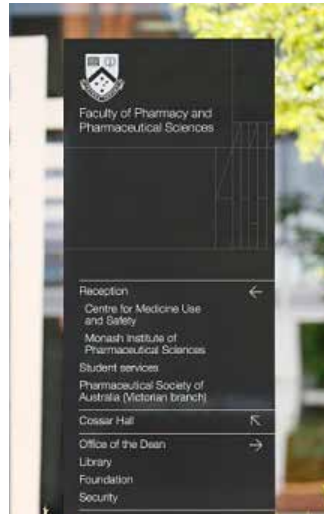 Faculty of Pharmacy and
Pharmaceutical Sciences
Reception ←
Centre for Medicine Use
and Safety
Monash Institute of
Pharmaceutical Sciences
Student services
Pharmaceutical Society of
Australia (Victorian branch)
Cossar Hall ↖
Office of the Dean →
Library
Foundation
Security